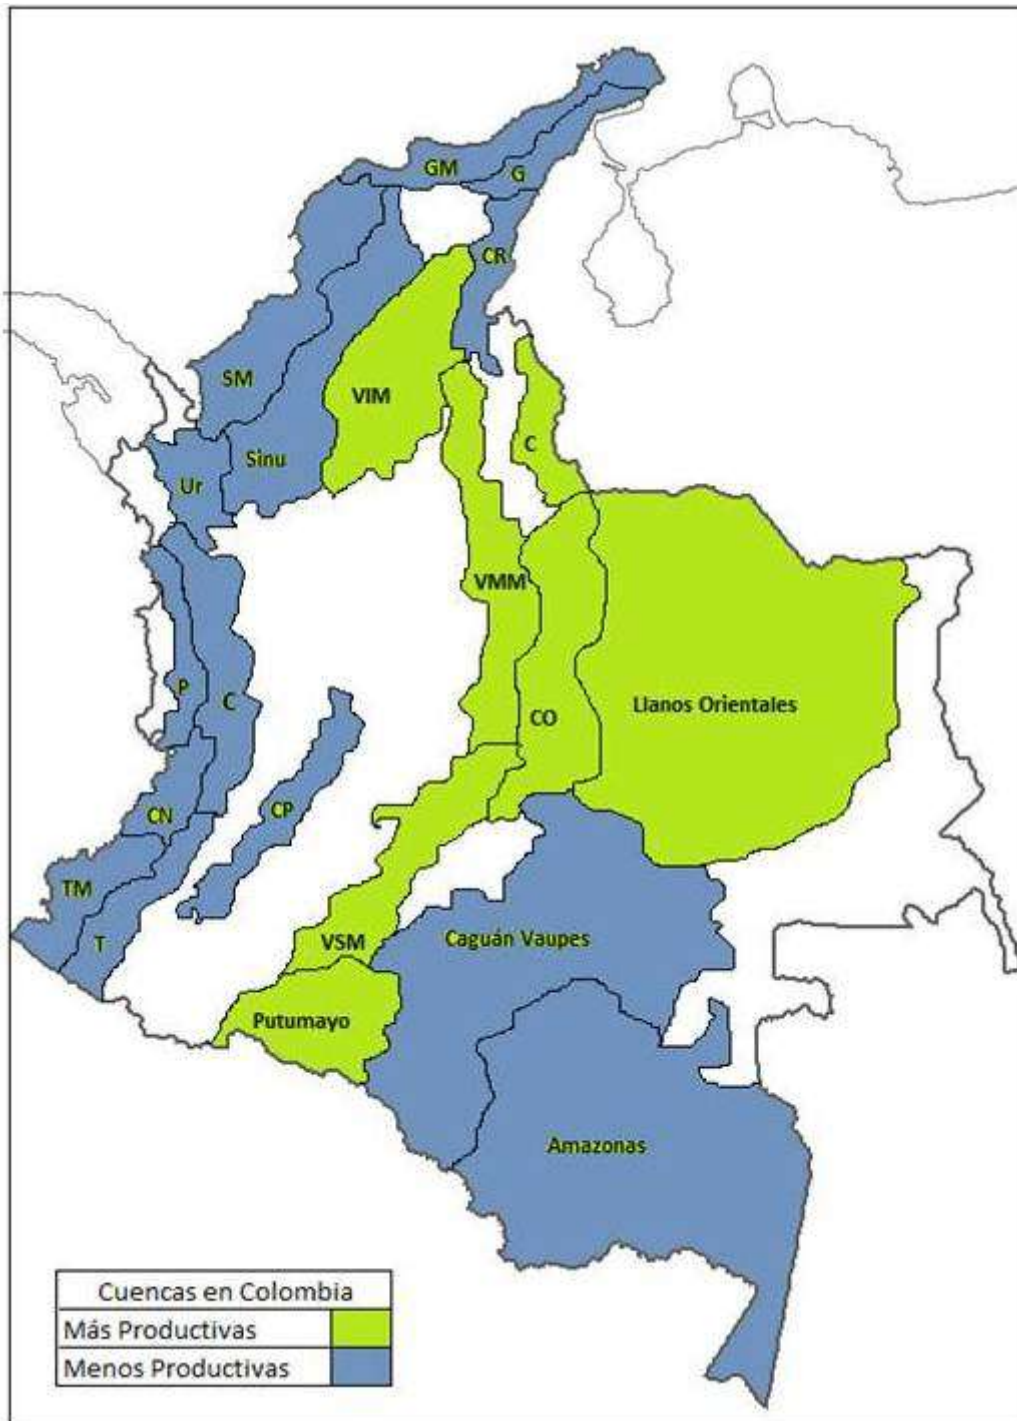 GM
G
CR
SM
VIM
Sinu
C
Ur
VMM
P
C
CO
Llanos Orientales
CN
CP
TM
T
VSM
Caguán Vaupes
Putumayo
Amazonas
Cuencas en Colombia
Más Productivas
Menos Productivas